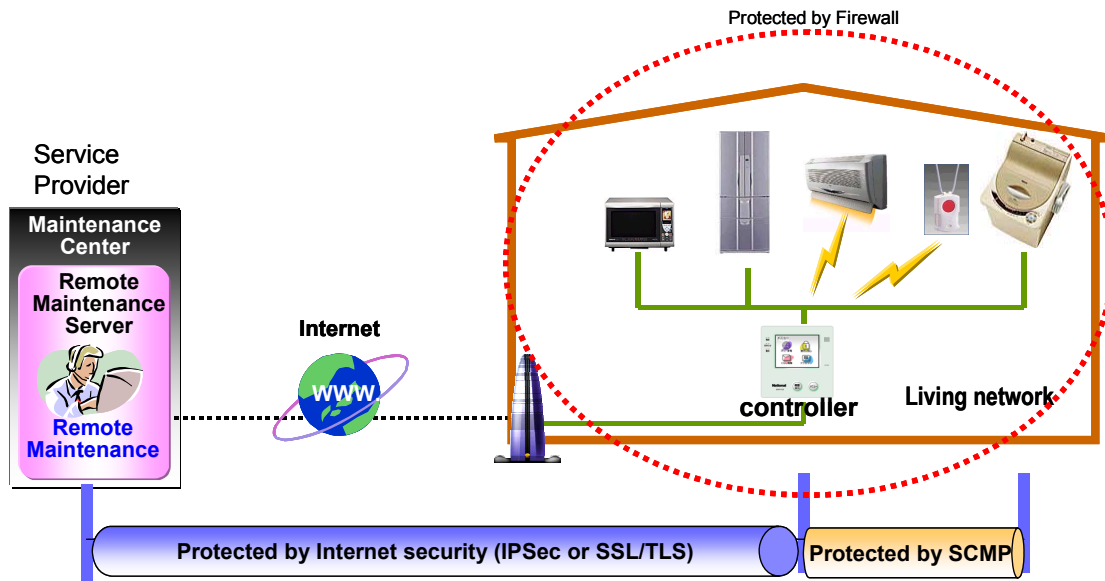 Protected by Firewall
Service
Provider
Maintenance
Center
Remote
Maintenance
Server
Remote
Maintenance
Internet
WWW
National
controller
Living network
Protected by Internet security (IPSec or SSL/TLS)
Protected by SCMP